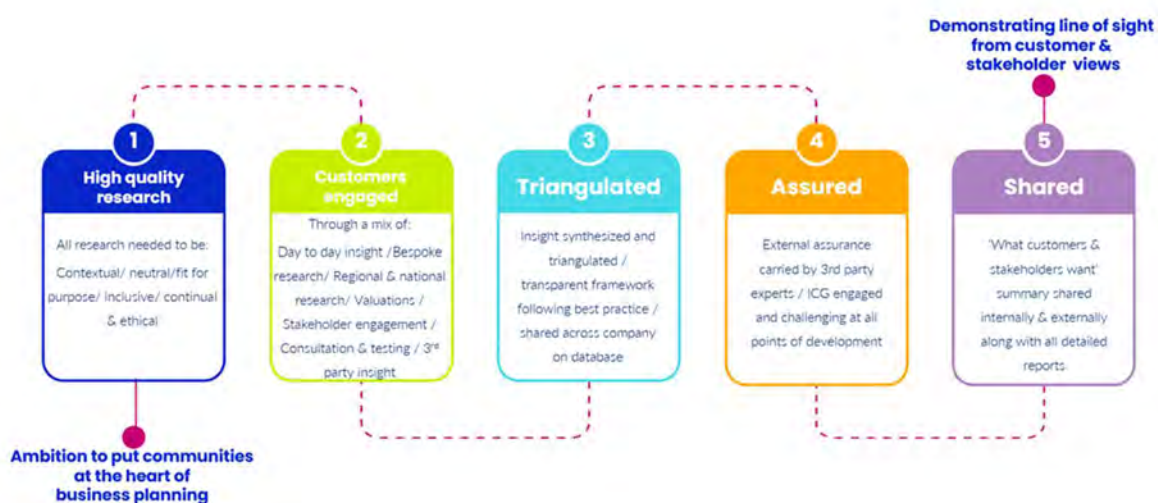 Demonstrating line of sight
from customer &
stakeholder views
1
High quality
research
All research needed to be:
Contextual/ neutral/fit for
purpose/ Inclusive/ continual
& ethical
Ambition to put communities
at the heart of
business planning
2
Customers
engaged
Through a mix of:
Day to day insight /Bespoke
research/ Regional & national
research/ Valuations /
Stakeholder engagement /
Consultation & testing / 3rd
party insight
3
Triangulated
Insight synthesized and
triangulated /
transparent framework
following best practice /
shared across company
on database
4
Assured
External assurance
carried by 3rd party
experts / ICG engaged
and challenging at all
points of development
5
Shared
'What customers &
stakeholders want'
summary shared
internally & externally
along with all detailed
reports